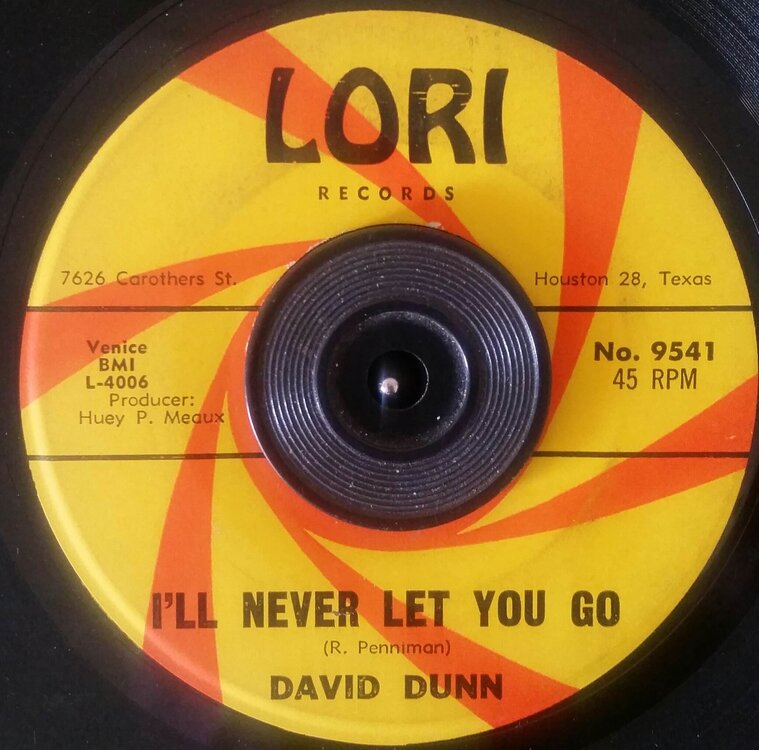 LORI
RECORDS
7626 Carothers St.
Houston 28, Texas
Venice
BMI
L-4006
Producer:
Huey P. Meaux
No. 9541
45 RPM
I'LL NEVER LET YOU GO
(R. Penniman)
DAVID DUNN